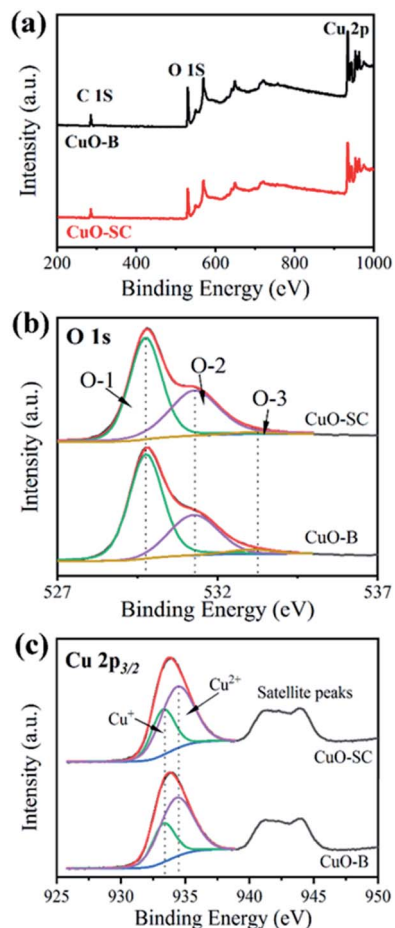 (a)
Cu 2p
O 1S
C 1S
CuO-B
CuO-SC
Intensity (a.u.)
200 400 600 800 1000
Binding Energy (eV)
(b)
O 1s
O-1
O-2
O-3
CuO-SC
CuO-B
Intensity (a.u.)
527 532 537
Binding Energy (eV)
(c)
Cu 2p3/2
Cu+
Cu2+
Satellite peaks
CuO-SC
CuO-B
Intensity (a.u.)
925 930 935 940 945 950
Binding Energy (eV)